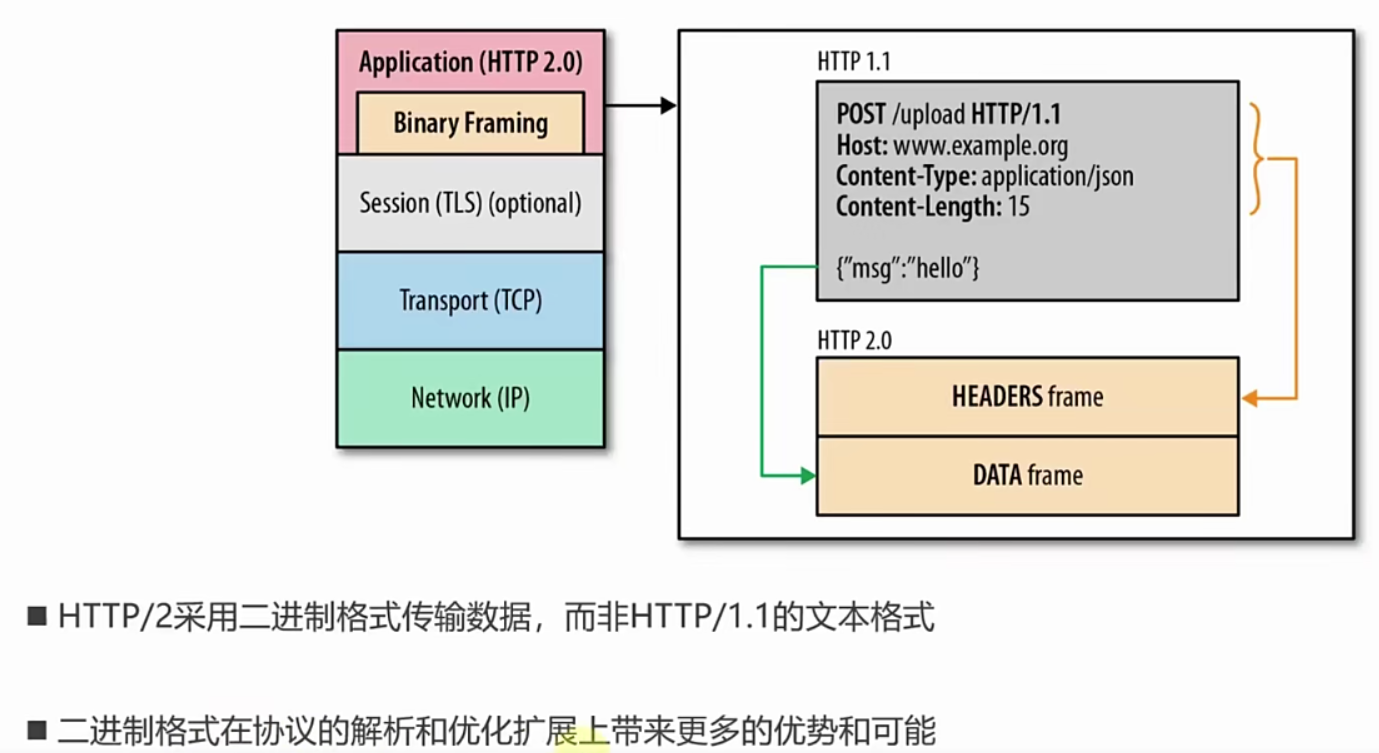 Application (HTTP 2.0)
Binary Framing
Session (TLS) (optional)
Transport (TCP)
Network (IP)
HTTP 1.1
POST /upload HTTP/1.1
Host: www.example.org
Content-Type: application/json
Content-Length: 15
{"msg":"hello"}
HTTP 2.0
HEADERS frame
DATA frame
■ HTTP/2采用二进制格式传输数据，而非HTTP/1.1的文本格式
■ 二进制格式在协议的解析和优化扩展上带来更多的优势和可能